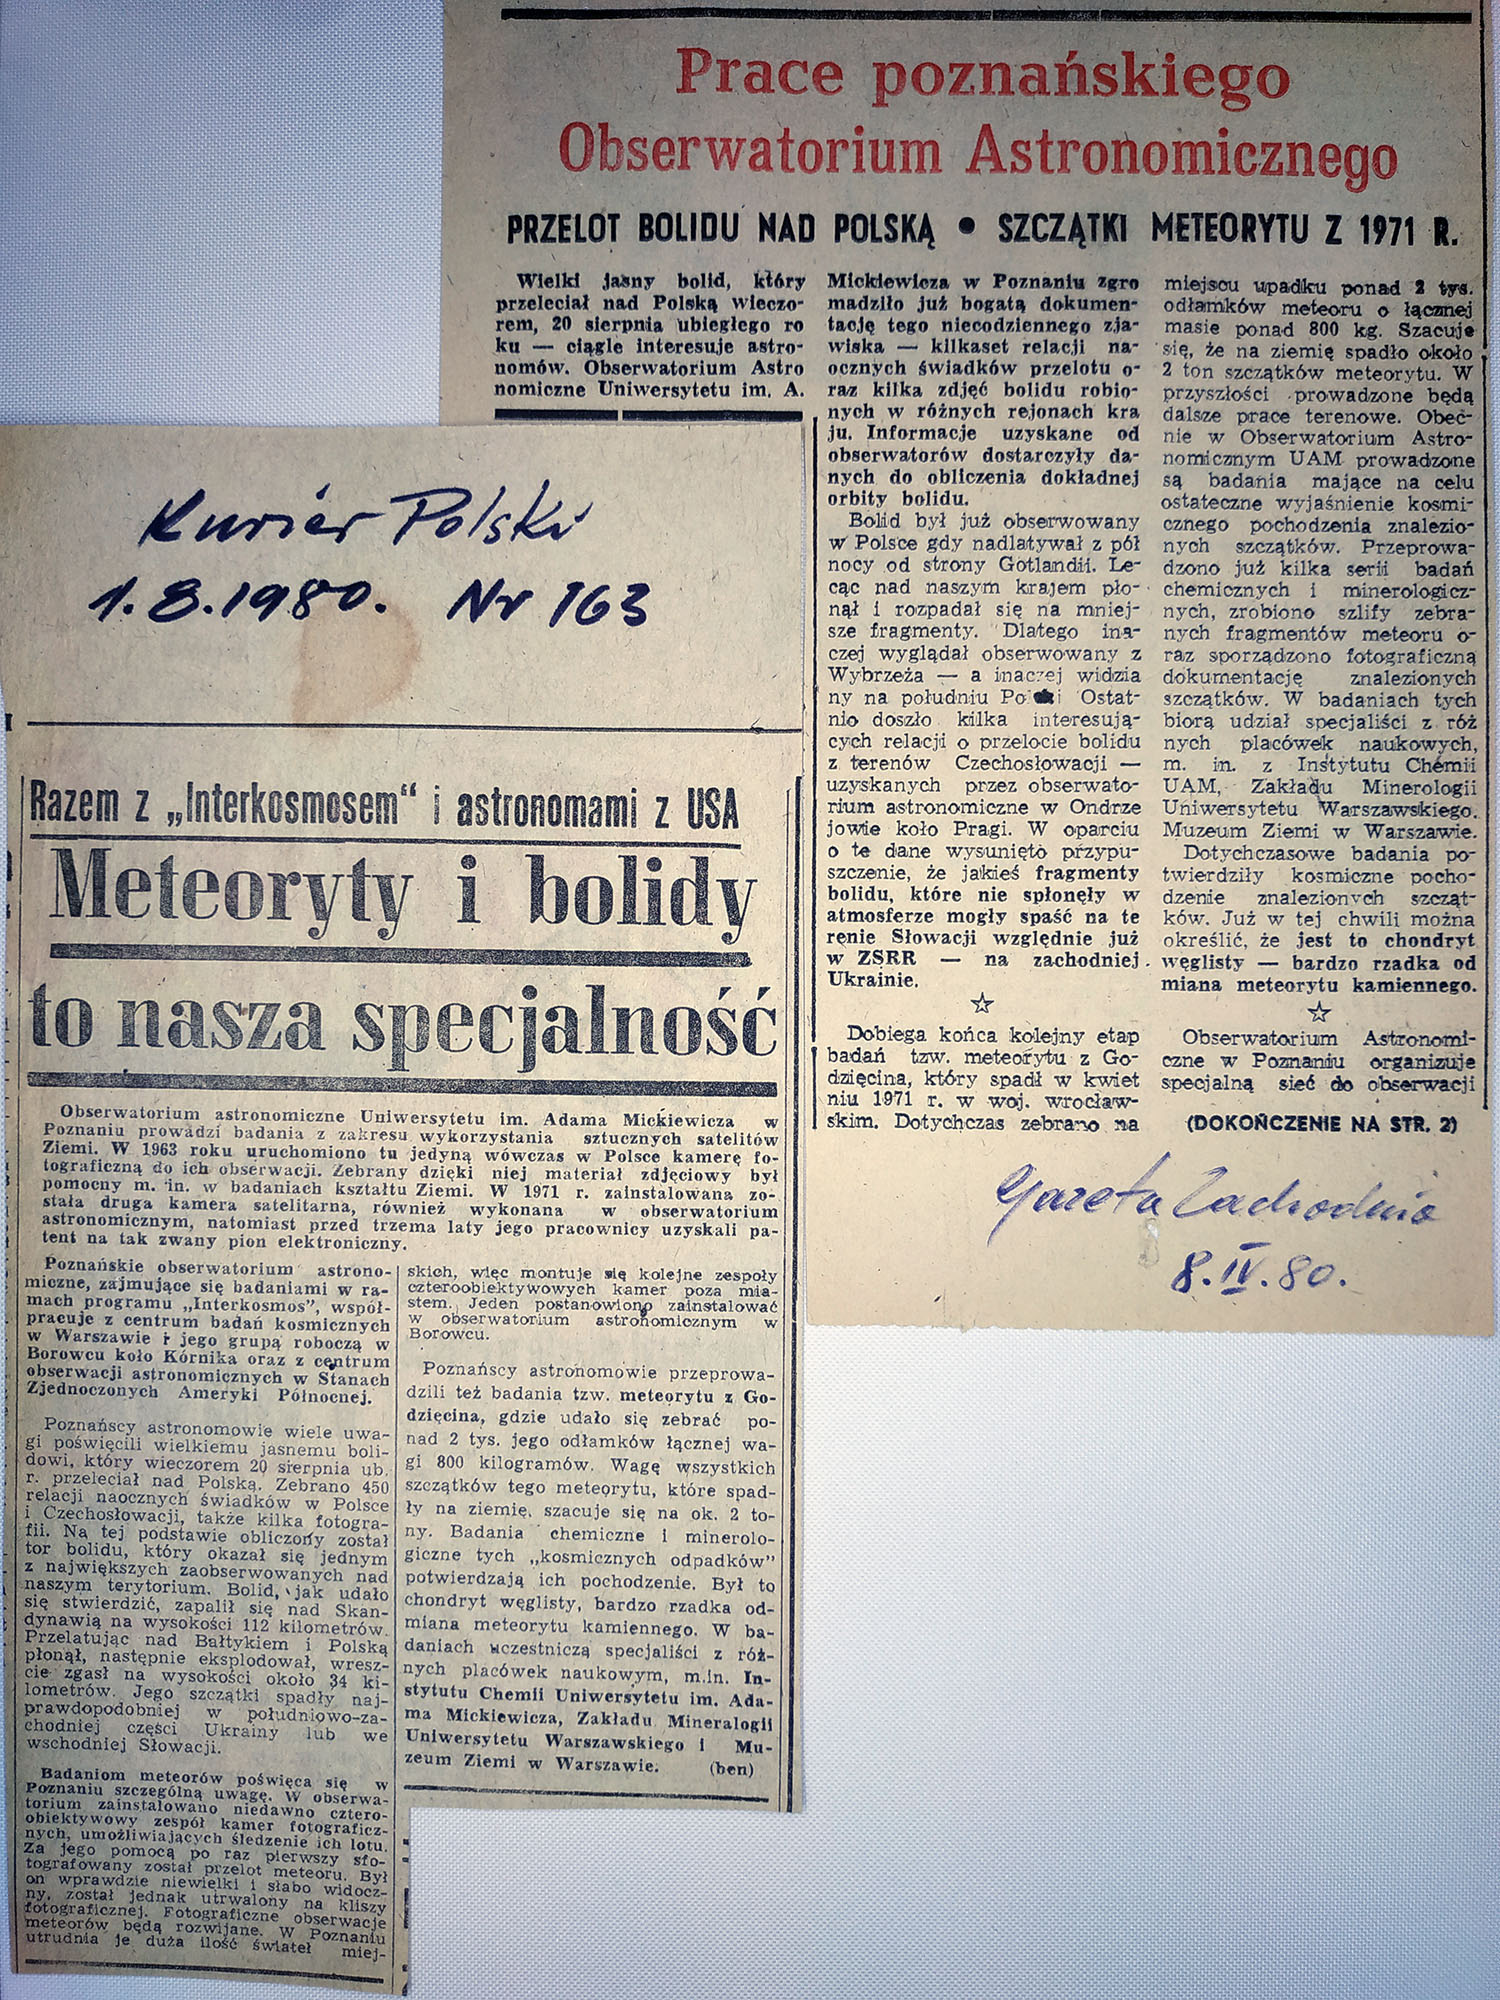 Prace poznańskiego
Obserwatorium Astronomicznego
PRZELOT BOLIDU NAD POLSKĄ • SZCZĄTKI METEORYTU Z 1971 R.
Wielki jasny bolid, który
przeleciał nad Polską wieczo-
rem, 20 sierpnia ubiegłego ro
ku — ciągle interesuje astro-
nomów. Obserwatorium Astro
nomiczne Uniwersytetu im. A.
Mickiewicza w Poznaniu zgro
madziło już bogatą dokumen-
tację tego niecodziennego zja-
wiska — kilkaset relacji na-
ocznych świadków przelotu o-
raz kilka zdjęć bolidu robio-
nych w różnych rejonach kra
ju. Informacje uzyskane od
obserwatorów dostarczyły da-
nych do obliczenia dokładnej
orbity bolidu.
Bolid był już obserwowany
w Polsce gdy nadlatywał z pół
nocy od strony Gotlandii. Le-
cąc nad naszym krajem pło-
nął i rozpadał się na mniej-
sze fragmenty. Dlatego ina-
czej wyglądał obserwowany z
Wybrzeża — a inaczej widzia
ny na południu Polski Ostat-
nio doszło kilka interesują-
cych relacji o przelocie bolidu
z terenów Czechosłowacji —
uzyskanych przez obserwato-
rium astronomiczne w Ondrze
jowie koło Pragi. W oparciu
o te dane wysunięto przypu-
szczenie, że jakieś fragmenty
bolidu, które nie spłonęły w
atmosferze mogły spaść na te
renie Słowacji względnie już
w ZSRR — na zachodniej
Ukrainie.
☆
Dobiega końca kolejny etap
badań tzw. meteorytu z Go-
dzięcina, który spadł w kwiet
niu 1971 r. w woj. wrocław-
skim. Dotychczas zebrano na
miejscu upadku ponad 2 tys.
odłamków meteoru o łącznej
masie ponad 800 kg. Szacuje
się, że na ziemię spadło około
2 ton szczątków meteorytu. W
przyszłości prowadzone będą
dalsze prace terenowe. Obec-
nie w Obserwatorium Astro-
nomicznym UAM prowadzone
są badania mające na celu
ostateczne wyjaśnienie kosmi-
cznego pochodzenia znalezio-
nych szczątków. Przeprowa-
dzono już kilka serii badań
chemicznych i minerologicz-
nych, zrobiono szlify zebra-
nych fragmentów meteoru o-
raz sporządzono fotograficzną
dokumentację znalezionych
szczątków. W badaniach tych
biorą udział specjaliści z róż
nych placówek naukowych,
m. in. z Instytutu Chemii
UAM, Zakładu Minerologii
Uniwersytetu Warszawskiego.
Muzeum Ziemi w Warszawie.
Dotychczasowe badania po-
twierdziły kosmiczne pocho-
dzenie znalezionych szcząt-
ków. Już w tej chwili można
określić, że jest to chondryt
węglisty — bardzo rzadka od
miana meteorytu kamiennego.
☆
Obserwatorium Astronomi-
czne w Poznaniu organizuje
specjalną sieć do obserwacji
(DOKOŃCZENIE NA STR. 2)
Gazeta Zachodnia
8.IV.80.
Kurier Polski
1.8.1980. Nr 163
Razem z „Interkosmosem" i astronomami z USA
Meteoryty i bolidy
to nasza specjalność
Obserwatorium astronomiczne Uniwersytetu im. Adama Mickiewicza w
Poznaniu prowadzi badania z zakresu wykorzystania sztucznych satelitów
Ziemi. W 1963 roku uruchomiono tu jedyną wówczas w Polsce kamerę fo-
tograficzną do ich obserwacji. Zebrany dzięki niej materiał zdjęciowy był
pomocny m. in. w badaniach kształtu Ziemi. W 1971 r. zainstalowana zo-
stała druga kamera satelitarna, również wykonana w obserwatorium
astronomicznym, natomiast przed trzema laty jego pracownicy uzyskali pa-
tent na tak zwany pion elektroniczny.
Poznańskie obserwatorium astrono-
miczne, zajmujące się badaniami w ra-
mach programu „Interkosmos", współ-
pracuje z centrum badań kosmicznych
w Warszawie i jego grupą roboczą w
Borowcu koło Kórnika oraz z centrum
obserwacji astronomicznych w Stanach
Zjednoczonych Ameryki Północnej.
Poznańscy astronomowie wiele uwa-
gi poświęcili wielkiemu jasnemu boli-
dowi, który wieczorem 20 sierpnia ub.
r. przeleciał nad Polską. Zebrano 450
relacji naocznych świadków w Polsce
i Czechosłowacji, także kilka fotogra-
fii. Na tej podstawie obliczony został
tor bolidu, który okazał się jednym
z największych zaobserwowanych nad
naszym terytorium. Bolid, jak udało
się stwierdzić, zapalił się nad Skan-
dynawią na wysokości 112 kilometrów.
Przelatując nad Bałtykiem i Polską
płonął, następnie eksplodował, wresz-
cie zgasł na wysokości około 34 ki-
lometrów. Jego szczątki spadły naj-
prawdopodobniej w południowo-za-
chodniej części Ukrainy lub we
wschodniej Słowacji.
Badaniom meteorów poświęca się w
Poznaniu szczególną uwagę. W obserwa-
torium zainstalowano niedawno cztero-
obiektywowy zespół kamer fotograficz-
nych, umożliwiających śledzenie ich lotu.
Za jego pomocą po raz pierwszy sfo-
tografowany został przelot meteoru. Był
on wprawdzie niewielki i słabo widocz-
ny, został jednak utrwalony na kliszy
fotograficznej. Fotograficzne obserwacje
meteorów będą rozwijane. W Poznaniu
utrudnia je duża ilość świateł miej-
skich, więc montuje się kolejne zespoły
czteroobiektywowych kamer poza mia-
stem. Jeden postanowiono zainstalować
w obserwatorium astronomicznym w
Borowcu.
Poznańscy astronomowie przeprowa-
dzili też badania tzw. meteorytu z Go-
dzięcina, gdzie udało się zebrać po-
nad 2 tys. jego odłamków łącznej wa-
gi 800 kilogramów. Wagę wszystkich
szczątków tego meteorytu, które spad-
ły na ziemię, szacuje się na ok. 2 to-
ny. Badania chemiczne i minerolo-
giczne tych „kosmicznych odpadków"
potwierdzają ich pochodzenie. Był to
chondryt węglisty, bardzo rzadka od-
miana meteorytu kamiennego. W ba-
daniach uczestniczą specjaliści z róż-
nych placówek naukowym, m.in. In-
stytutu Chemii Uniwersytetu im. Ada-
ma Mickiewicza, Zakładu Mineralogii
Uniwersytetu Warszawskiego i Mu-
zeum Ziemi w Warszawie. (ben)